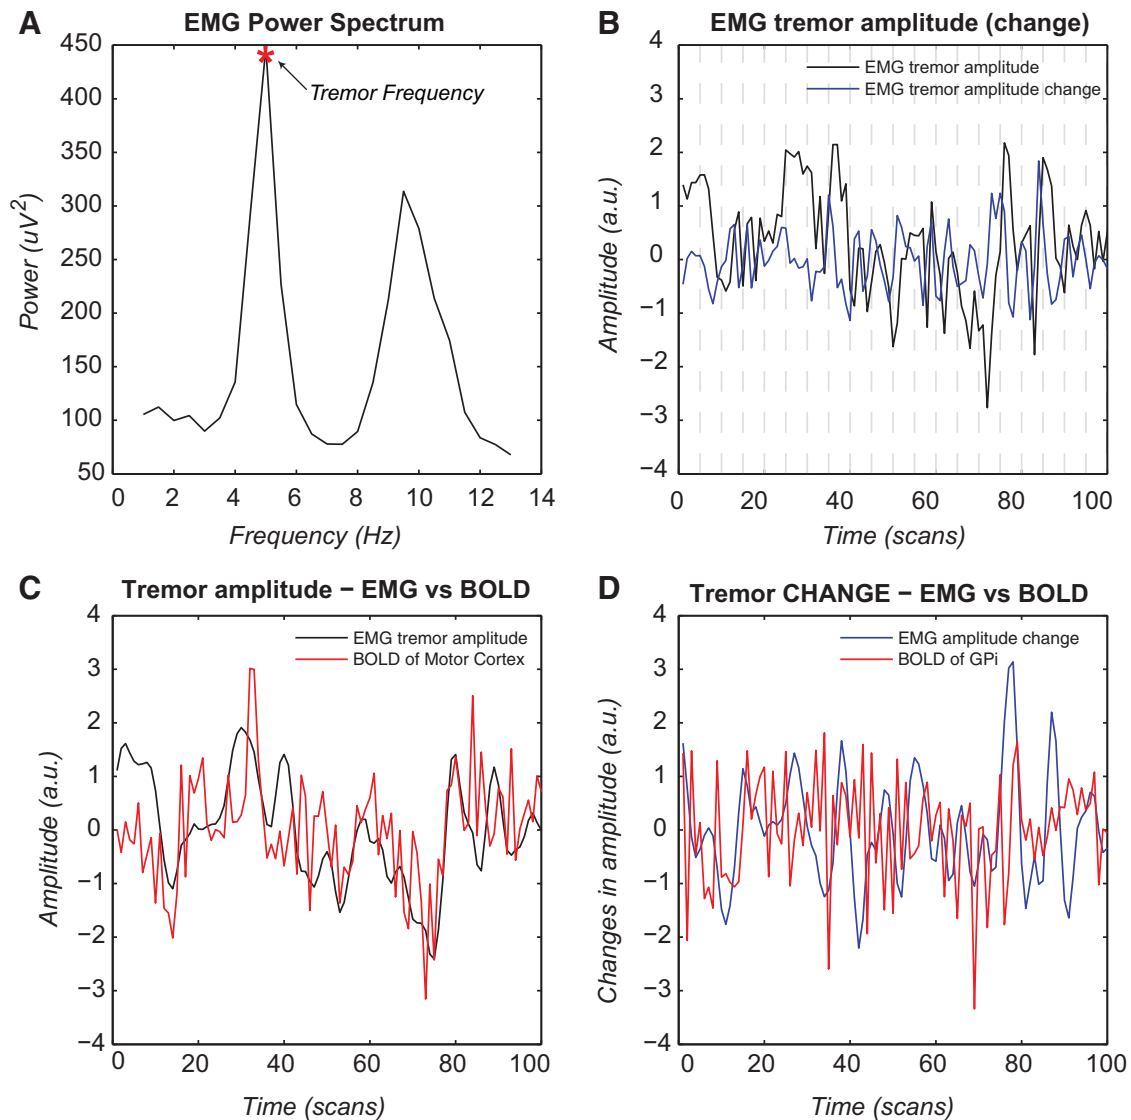 A
EMG Power Spectrum
450
400
350
300
250
200
150
100
50
Power (uV²)
*
Tremor Frequency
0 2 4 6 8 10 12 14
Frequency (Hz)
B
EMG tremor amplitude (change)
EMG tremor amplitude
EMG tremor amplitude change
4
3
2
1
0
−1
−2
−3
−4
Amplitude (a.u.)
0 20 40 60 80 100
Time (scans)
C
Tremor amplitude − EMG vs BOLD
EMG tremor amplitude
BOLD of Motor Cortex
4
3
2
1
0
−1
−2
−3
−4
Amplitude (a.u.)
0 20 40 60 80 100
Time (scans)
D
Tremor CHANGE − EMG vs BOLD
EMG amplitude change
BOLD of GPi
4
3
2
1
0
−1
−2
−3
−4
Changes in amplitude (a.u.)
0 20 40 60 80 100
Time (scans)